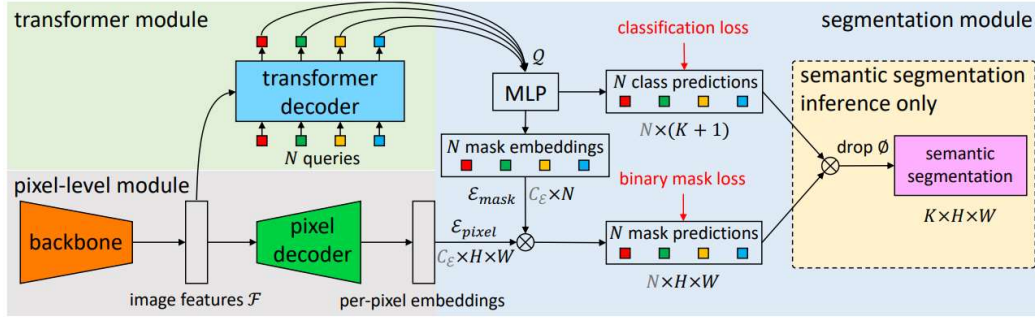 transformer module
transformer
decoder
N queries
pixel-level module
backbone
image features ℱ
pixel
decoder
per-pixel embeddings
segmentation module
𝒬
MLP
N mask embeddings
ℰmask
Cℰ×N
ℰpixel
Cℰ×H×W
classification loss
N class predictions
N×(K + 1)
binary mask loss
N mask predictions
N×H×W
semantic segmentation
inference only
drop ∅
semantic
segmentation
K×H×W